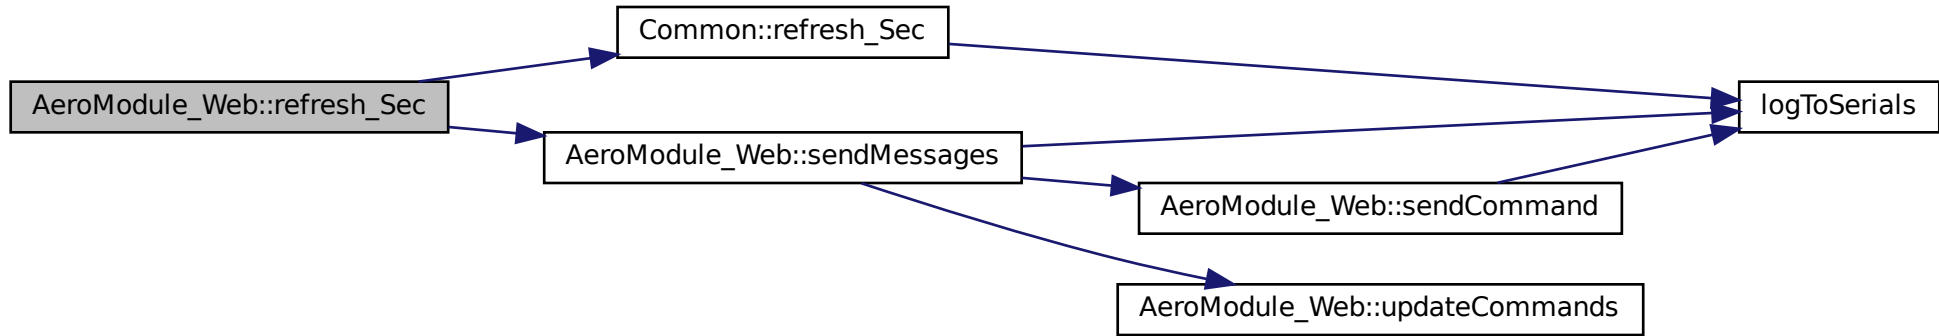 Common::refresh_Sec
AeroModule_Web::refresh_Sec
logToSerials
AeroModule_Web::sendMessages
AeroModule_Web::sendCommand
AeroModule_Web::updateCommands